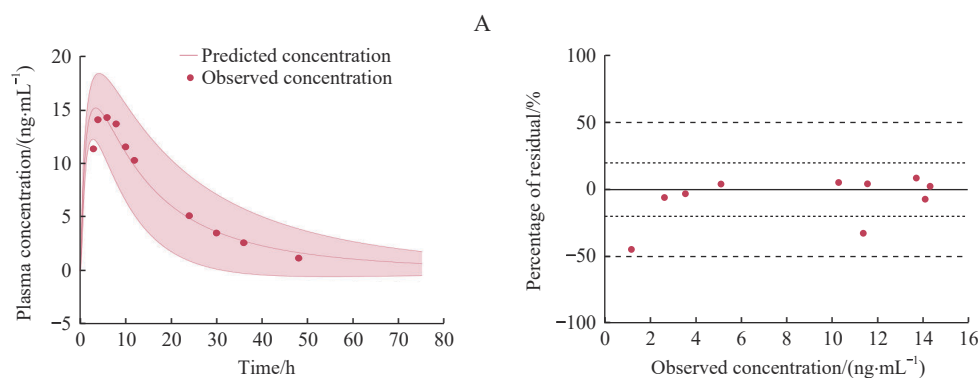 A
Plasma concentration/(ng·mL⁻¹)
20
15
10
5
0
−5
Predicted concentration
Observed concentration
0 10 20 30 40 50 60 70 80
Time/h
Percentage of residual/%
100
50
0
−50
−100
0 2 4 6 8 10 12 14 16
Observed concentration/(ng·mL⁻¹)